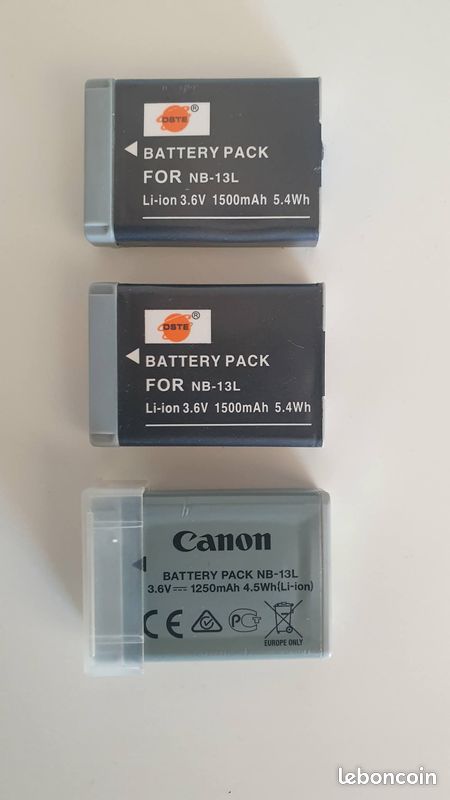 DSTE ®
BATTERY PACK
FOR NB-13L
Li-ion 3.6V 1500mAh 5.4Wh
DSTE ®
BATTERY PACK
FOR NB-13L
Li-ion 3.6V 1500mAh 5.4Wh
Canon
BATTERY PACK NB-13L
3.6V⎓ 1250mAh 4.5Wh(Li-ion)
CE PCT
EUROPE ONLY
leboncoin